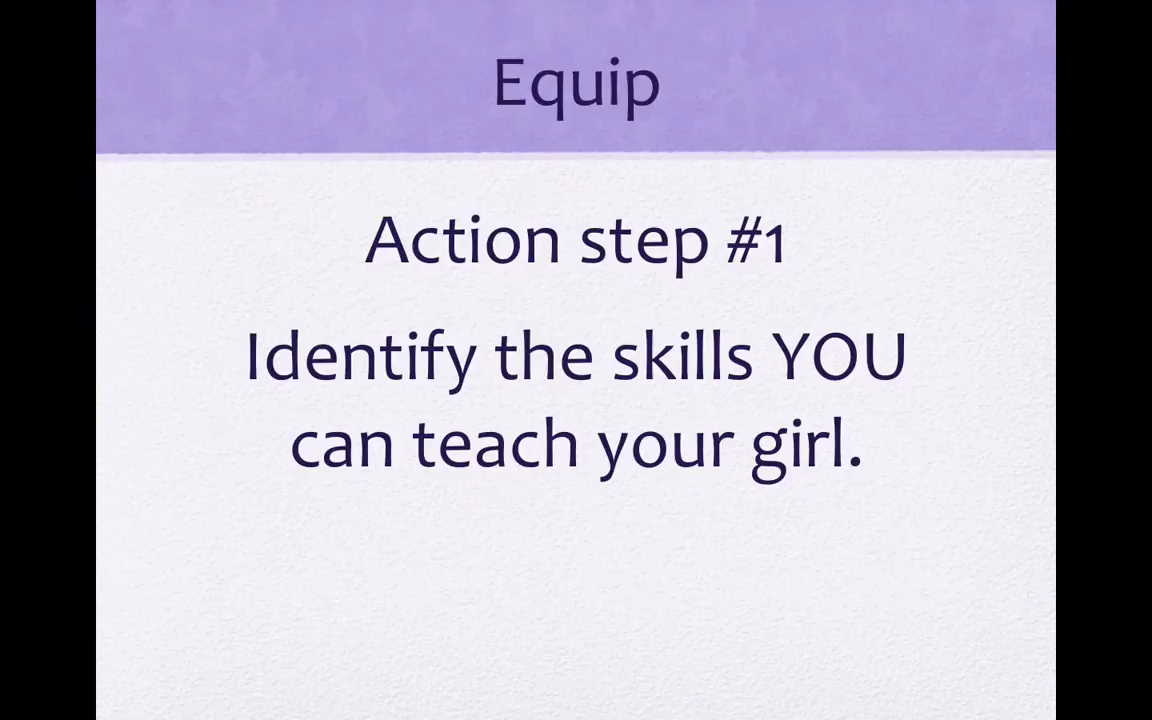 Equip
Action step #1
Identify the skills YOU
can teach your girl.